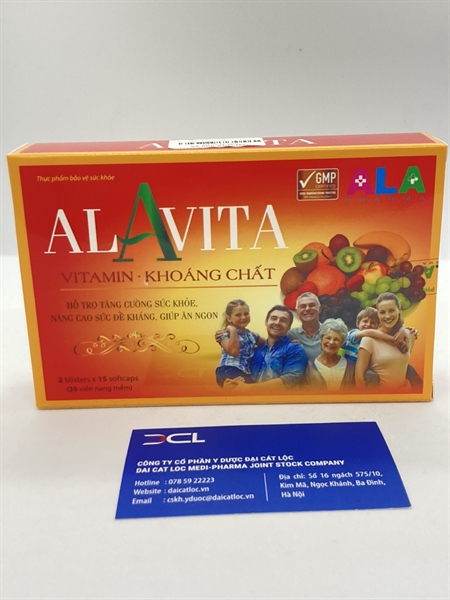 ALAVITA
Thực phẩm bảo vệ sức khỏe
GMP
ALA
ALAVITA
VITAMIN - KHOÁNG CHẤT
HỖ TRỢ TĂNG CƯỜNG SỨC KHỎE,
NÂNG CAO SỨC ĐỀ KHÁNG, GIÚP ĂN NGON
2 blisters x 15 softcaps
viên nang mềm)
DCL
CÔNG TY CỔ PHẦN Y DƯỢC ĐẠI CÁT LỘC
DAI CAT LOC MEDI-PHARMA JOINT STOCK COMPANY
Hotline : 078 59 22223
Website : daicatloc.vn
Email : cskh.yduoc@daicatloc.vn
Địa chỉ: Số 16 ngách 575/10,
Kim Mã, Ngọc Khánh, Ba Đình,
Hà Nội